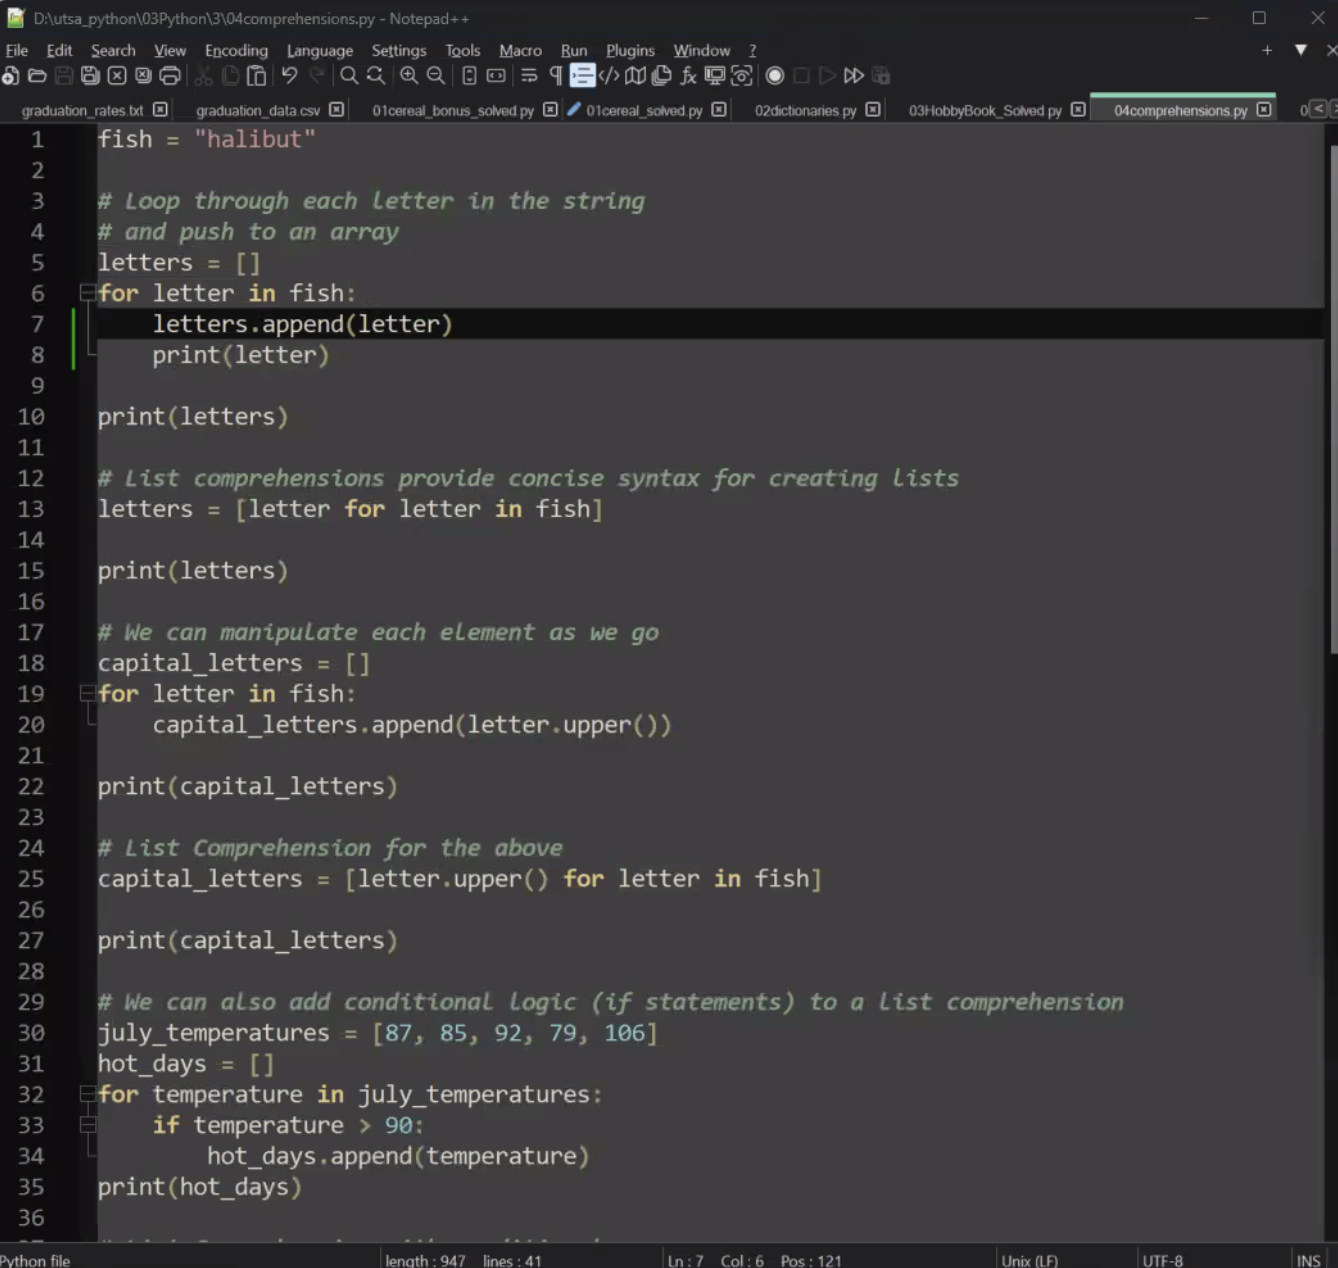 D:\utsa_python\03Python\3\04comprehensions.py - Notepad++
File Edit Search View Encoding Language Settings Tools Macro Run Plugins Window ?
graduation_rates.txt graduation_data.csv 01cereal_bonus_solved.py 01cereal_solved.py 02dictionaries.py 03HobbyBook_Solved.py 04comprehensions.py 0
1 fish = "halibut"
2
3 # Loop through each letter in the string
4 # and push to an array
5 letters = []
6 for letter in fish:
7 letters.append(letter)
8 print(letter)
9
10 print(letters)
11
12 # List comprehensions provide concise syntax for creating lists
13 letters = [letter for letter in fish]
14
15 print(letters)
16
17 # We can manipulate each element as we go
18 capital_letters = []
19 for letter in fish:
20 capital_letters.append(letter.upper())
21
22 print(capital_letters)
23
24 # List Comprehension for the above
25 capital_letters = [letter.upper() for letter in fish]
26
27 print(capital_letters)
28
29 # We can also add conditional logic (if statements) to a list comprehension
30 july_temperatures = [87, 85, 92, 79, 106]
31 hot_days = []
32 for temperature in july_temperatures:
33 if temperature > 90:
34 hot_days.append(temperature)
35 print(hot_days)
36
Python file length : 947 lines : 41 Ln : 7 Col : 6 Pos : 121 Unix (LF) UTF-8 INS